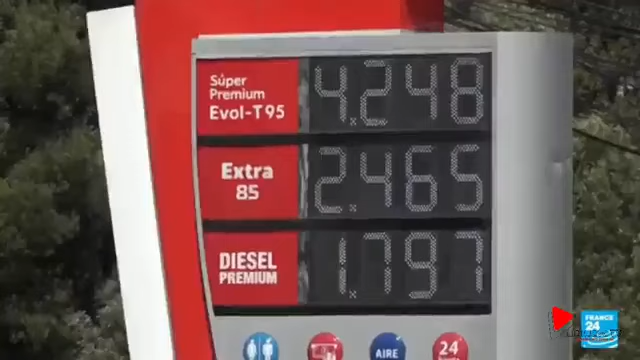 Súper
Premium
Evol-T95
4.248
Extra
85
2.465
DIESEL
PREMIUM
1.797
AIRE
24
FRANCE
24